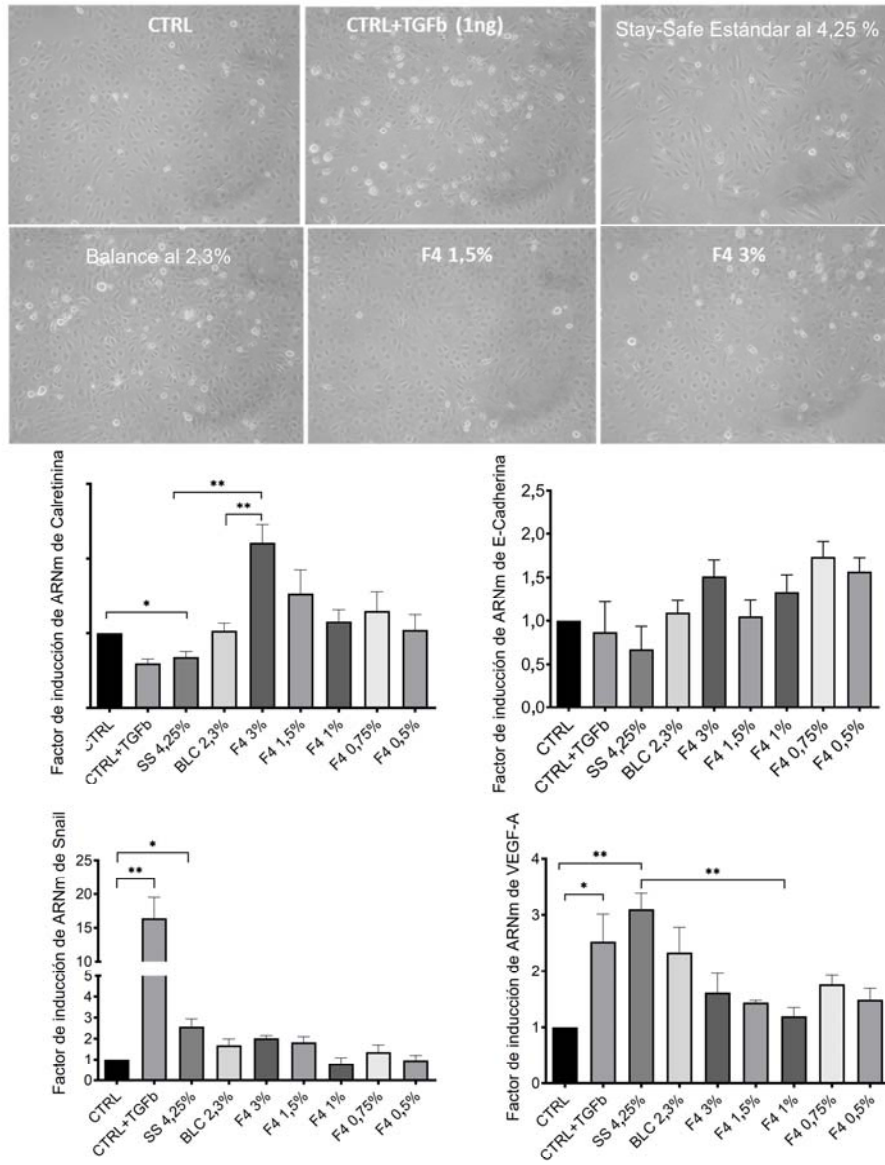 CTRL
CTRL+TGFb (1ng)
Stay-Safe Estándar al 4,25 %
Balance al 2,3%
F4 1,5%
F4 3%
Factor de inducción de ARNm de Calretinina
**
**
*
CTRL
CTRL+TGFb
SS 4,25%
BLC 2,3%
F4 3%
F4 1,5%
F4 1%
F4 0,75%
F4 0,5%
Factor de inducción de ARNm de E-Cadherina
2,5
2,0
1,5
1,0
0,5
0,0
CTRL
CTRL+TGFb
SS 4,25%
BLC 2,3%
F4 3%
F4 1,5%
F4 1%
F4 0,75%
F4 0,5%
Factor de inducción de ARNm de Snail
25
20
15
10
5
4
3
2
1
0
*
**
CTRL
CTRL+TGFb
SS 4,25%
BLC 2,3%
F4 3%
F4 1,5%
F4 1%
F4 0,75%
F4 0,5%
Factor de inducción de ARNm de VEGF-A
4
3
2
1
0
**
*
**
CTRL
CTRL+TGFb
SS 4,25%
BLC 2,3%
F4 3%
F4 1,5%
F4 1%
F4 0,75%
F4 0,5%